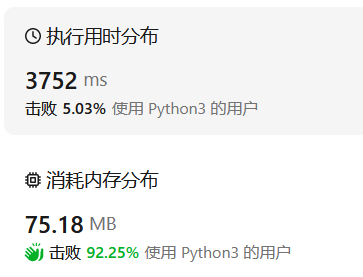 执行用时分布
3752 ms
击败 5.03% 使用 Python3 的用户
消耗内存分布
75.18 MB
击败 92.25% 使用 Python3 的用户